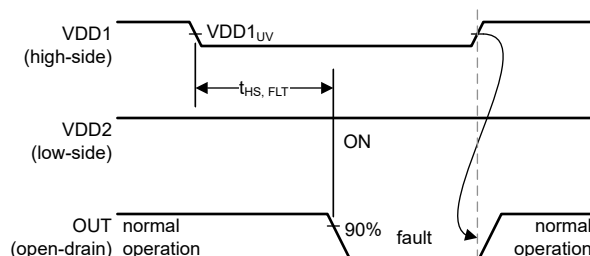 VDD1
(high-side)
VDD1UV
tHS, FLT
VDD2
(low-side)
ON
OUT
(open-drain)
normal
operation
90%
fault
normal
operation